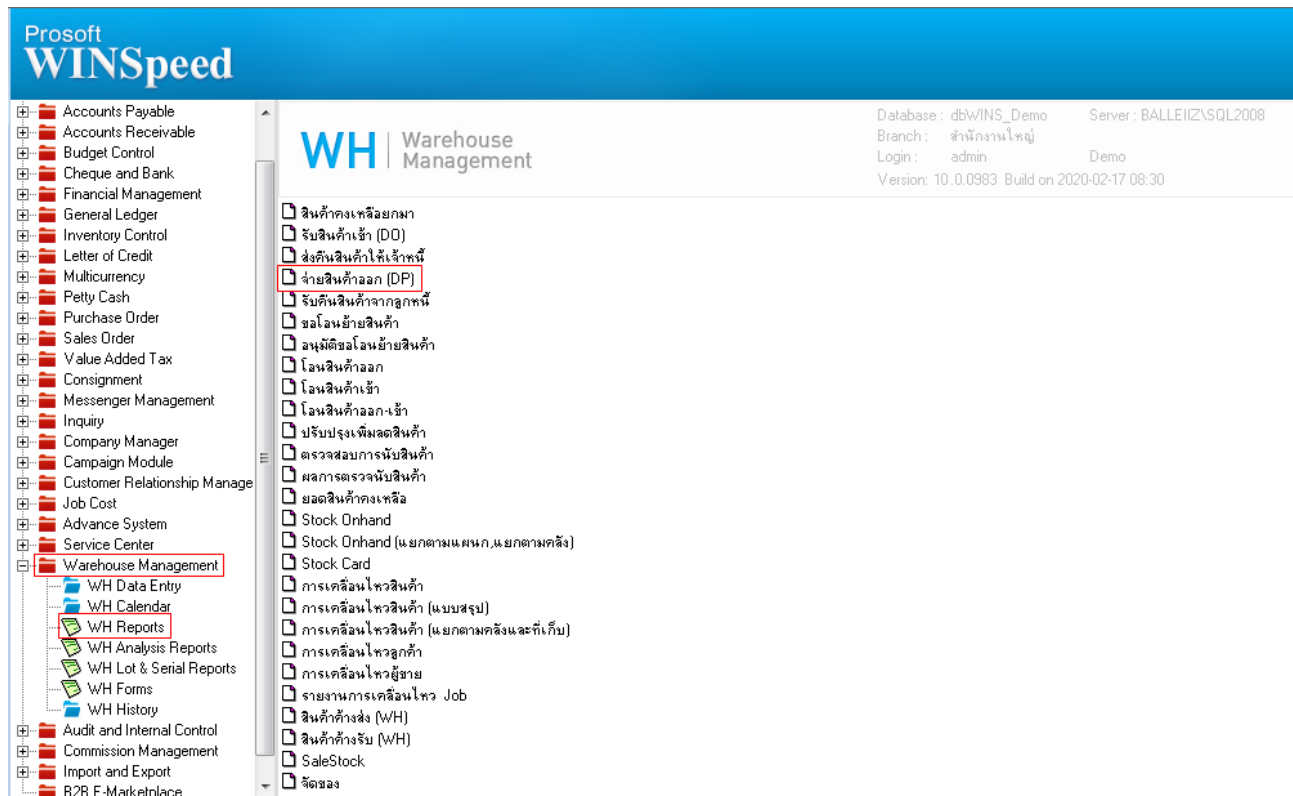 Prosoft
WINSpeed
Accounts Payable
Accounts Receivable
Budget Control
Cheque and Bank
Financial Management
General Ledger
Inventory Control
Letter of Credit
Multicurrency
Petty Cash
Purchase Order
Sales Order
Value Added Tax
Consignment
Messenger Management
Inquiry
Company Manager
Campaign Module
Customer Relationship Manage
Job Cost
Advance System
Service Center
Warehouse Management
WH Data Entry
WH Calendar
WH Reports
WH Analysis Reports
WH Lot & Serial Reports
WH Forms
WH History
Audit and Internal Control
Commission Management
Import and Export
B2B E-Marketplace
WH Warehouse
Management
Database : dbWINS_Demo Server : BALLEIIZ\SQL2008
Branch : สำนักงานใหญ่
Login : admin Demo
Version: 10.0.0983 Build on 2020-02-17 08:30
สินค้าคงเหลือยกมา
รับสินค้าเข้า (DO)
ส่งคืนสินค้าให้เจ้าหนี้
จ่ายสินค้าออก (DP)
รับคืนสินค้าจากลูกหนี้
ขอโอนย้ายสินค้า
อนุมัติขอโอนย้ายสินค้า
โอนสินค้าออก
โอนสินค้าเข้า
โอนสินค้าออก-เข้า
ปรับปรุงเพิ่มลดสินค้า
ตรวจสอบการนับสินค้า
ผลการตรวจนับสินค้า
ยอดสินค้าคงเหลือ
Stock Onhand
Stock Onhand (แยกตามแผนก,แยกตามคลัง)
Stock Card
การเคลื่อนไหวสินค้า
การเคลื่อนไหวสินค้า (แบบสรุป)
การเคลื่อนไหวสินค้า (แยกตามคลังและที่เก็บ)
การเคลื่อนไหวลูกค้า
การเคลื่อนไหวผู้ขาย
รายงานการเคลื่อนไหว Job
สินค้าค้างส่ง (WH)
สินค้าค้างรับ (WH)
SaleStock
จัดของ